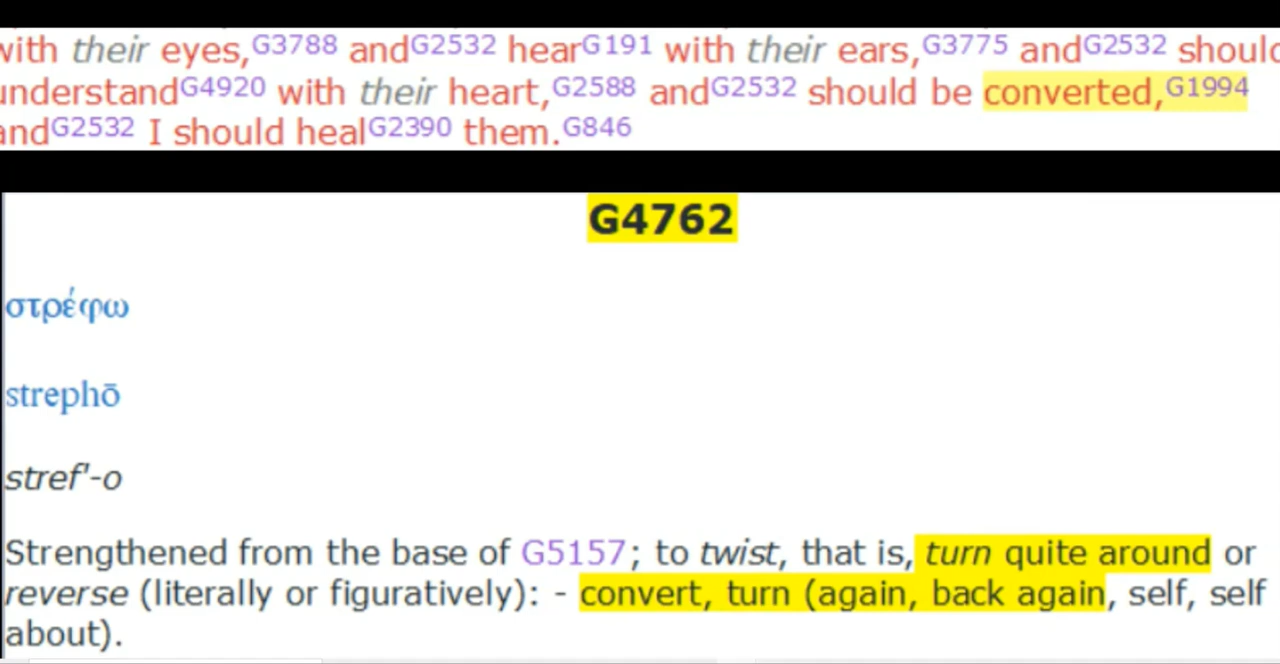 with their eyes,G3788 andG2532 hearG191 with their ears,G3775 andG2532 should
understandG4920 with their heart,G2588 andG2532 should be converted,G1994
andG2532 I should healG2390 them.G846
G4762
στρέφω
strephō
stref'-o
Strengthened from the base of G5157; to twist, that is, turn quite around or
reverse (literally or figuratively): - convert, turn (again, back again, self, self
about).